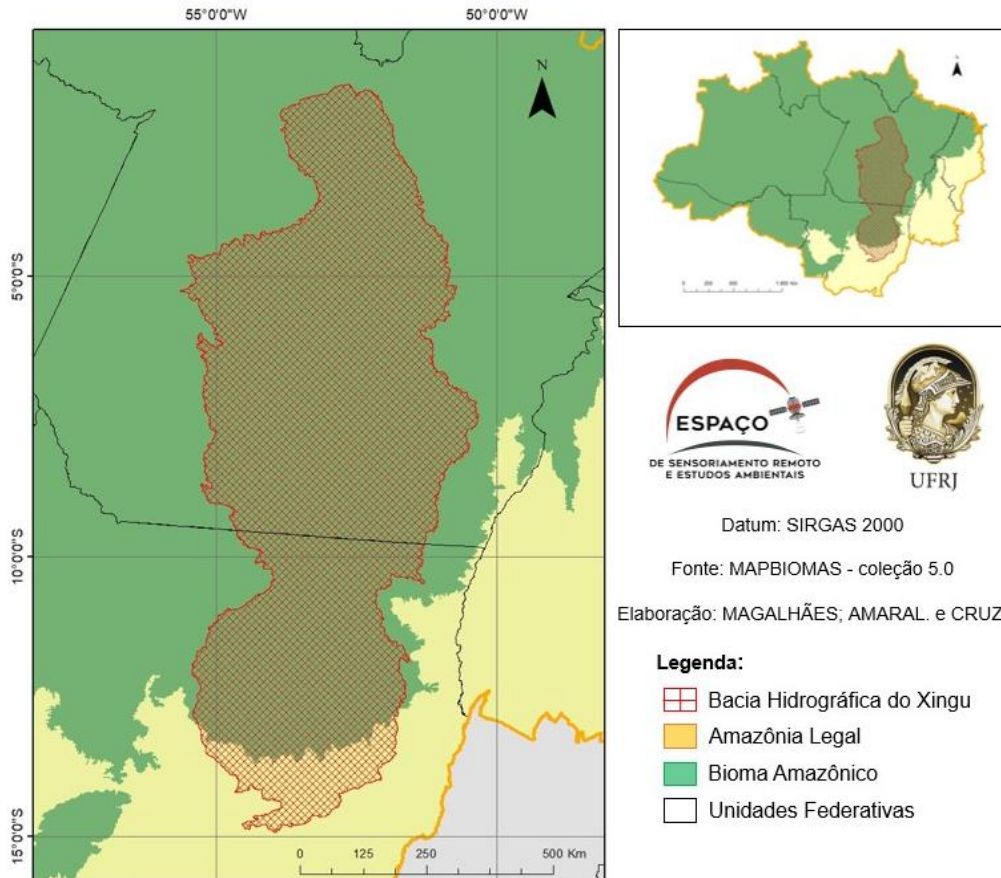 55°0'0"W
50°0'0"W
N
5°0'0"S
10°0'0"S
15°0'0"S
0 125 250 500 Km
N
ESPAÇO
DE SENSORIAMENTO REMOTO
E ESTUDOS AMBIENTAIS
UFRJ
Datum: SIRGAS 2000
Fonte: MAPBIOMAS - coleção 5.0
Elaboração: MAGALHÃES; AMARAL. e CRUZ
Legenda:
Bacia Hidrográfica do Xingu
Amazônia Legal
Bioma Amazônico
Unidades Federativas